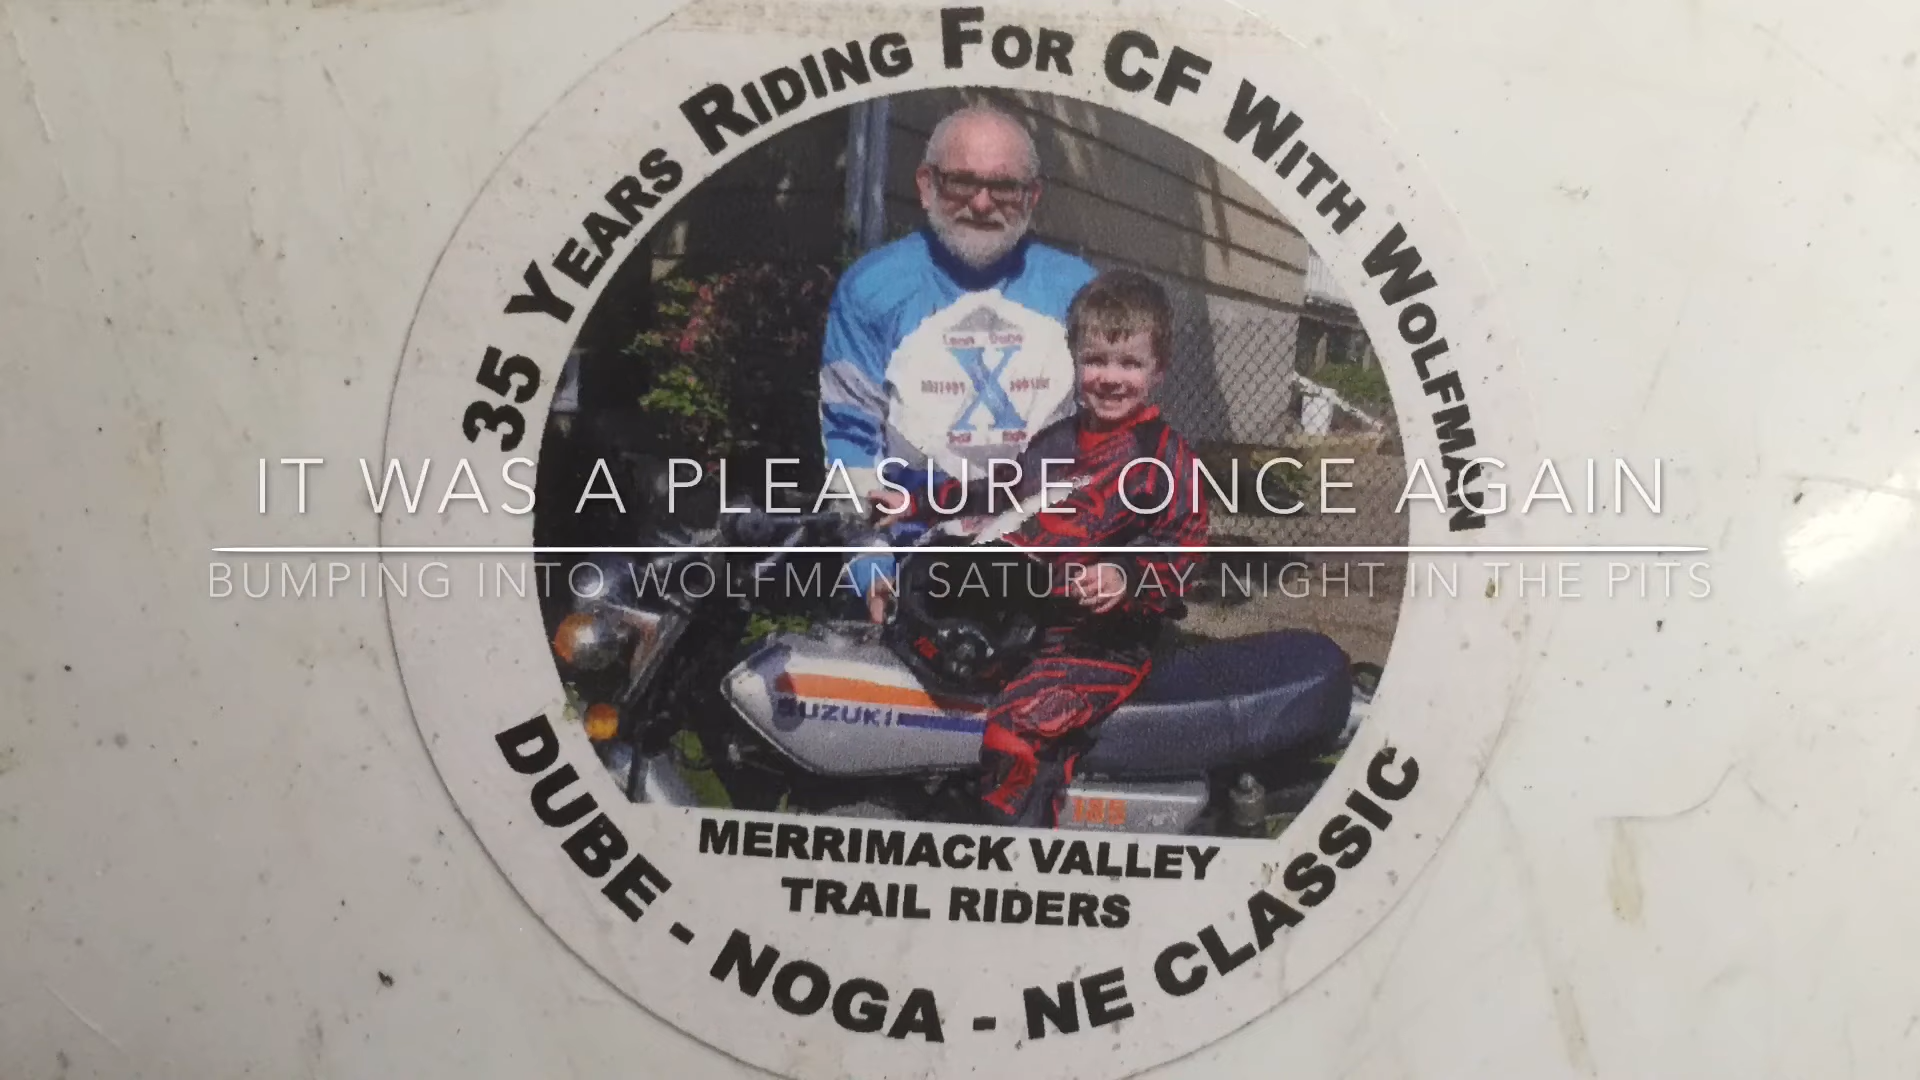 35 YEARS RIDING FOR CF WITH WOLFMAN
X
IT WAS A PLEASURE ONCE AGAIN
BUMPING INTO WOLFMAN SATURDAY NIGHT IN THE PITS
SUZUKI
185
MERRIMACK VALLEY
TRAIL RIDERS
DUBE - NOGA - NE CLASSIC